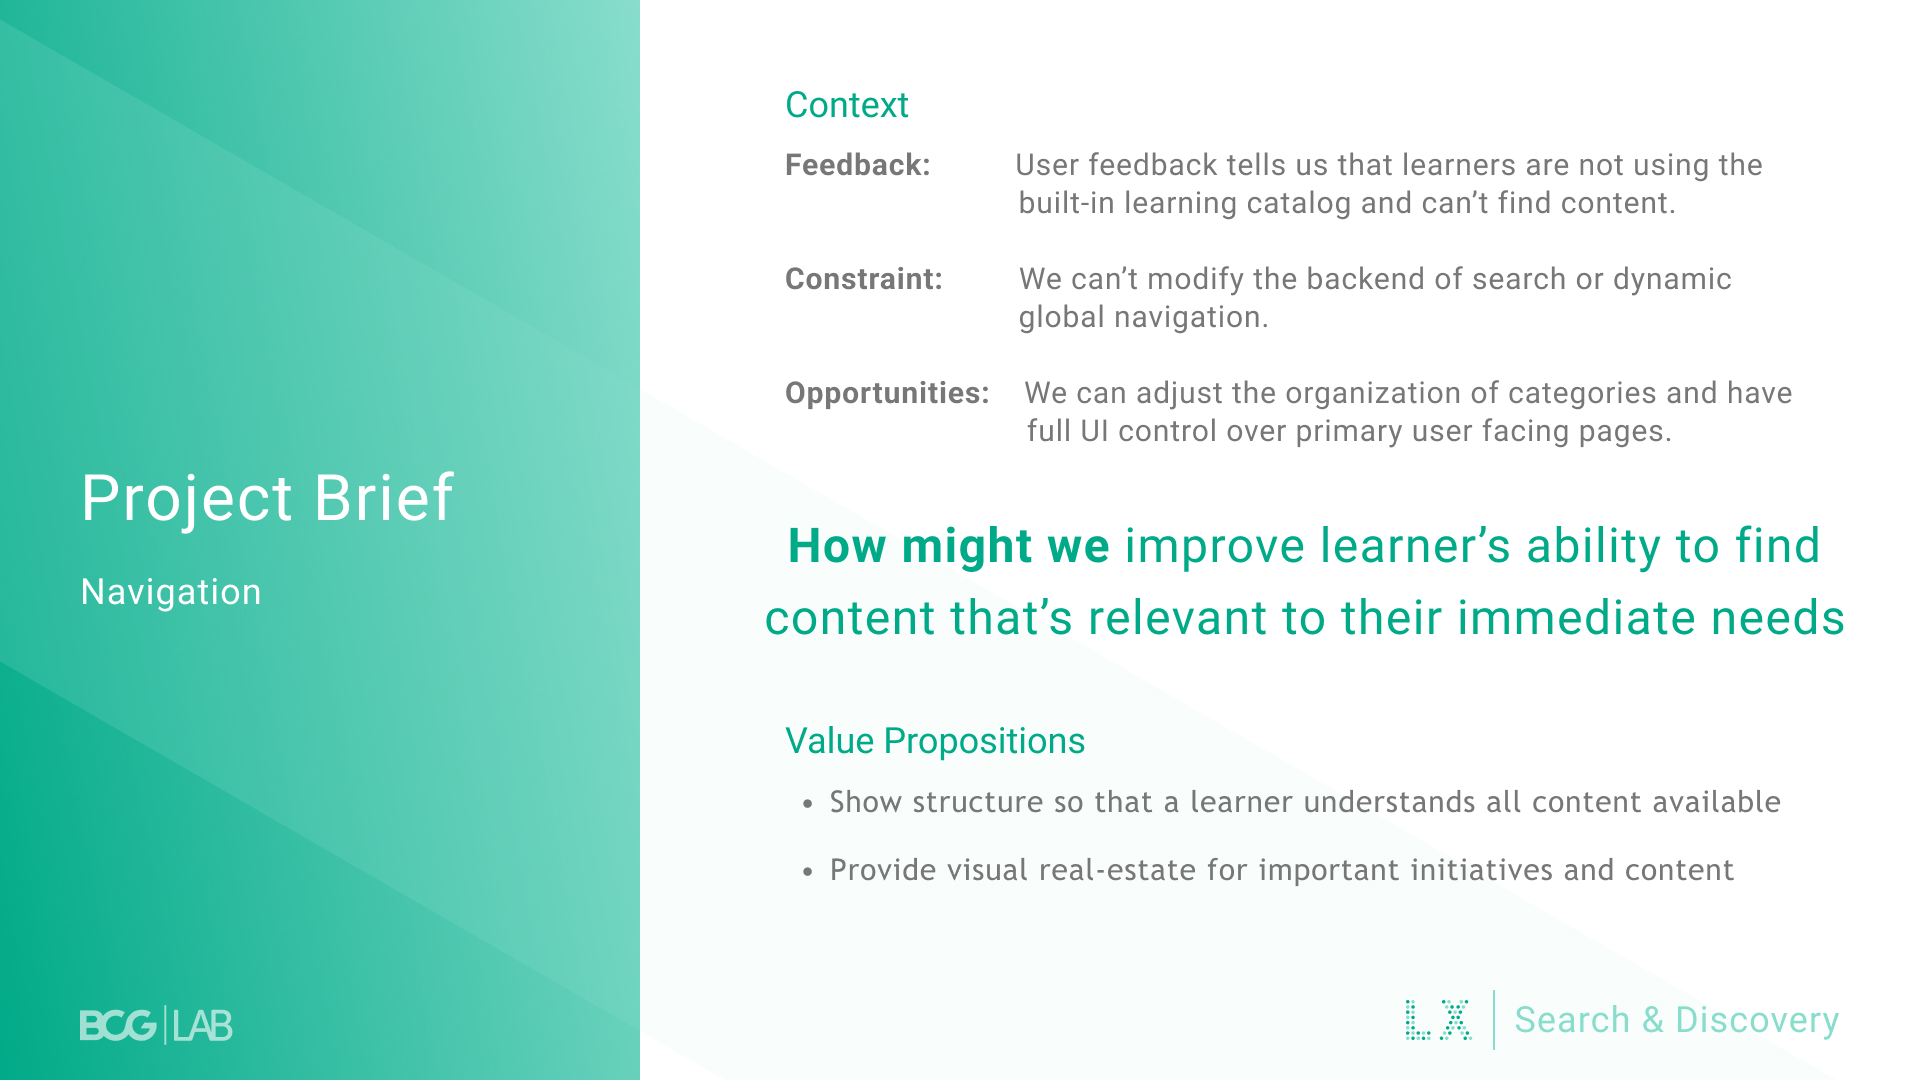 Project Brief
Navigation
BCG LAB
Context
Feedback: User feedback tells us that learners are not using the
built-in learning catalog and can’t find content.
Constraint: We can’t modify the backend of search or dynamic
global navigation.
Opportunities: We can adjust the organization of categories and have
full UI control over primary user facing pages.
How might we improve learner’s ability to find
content that’s relevant to their immediate needs
Value Propositions
• Show structure so that a learner understands all content available
• Provide visual real-estate for important initiatives and content
LX Search & Discovery